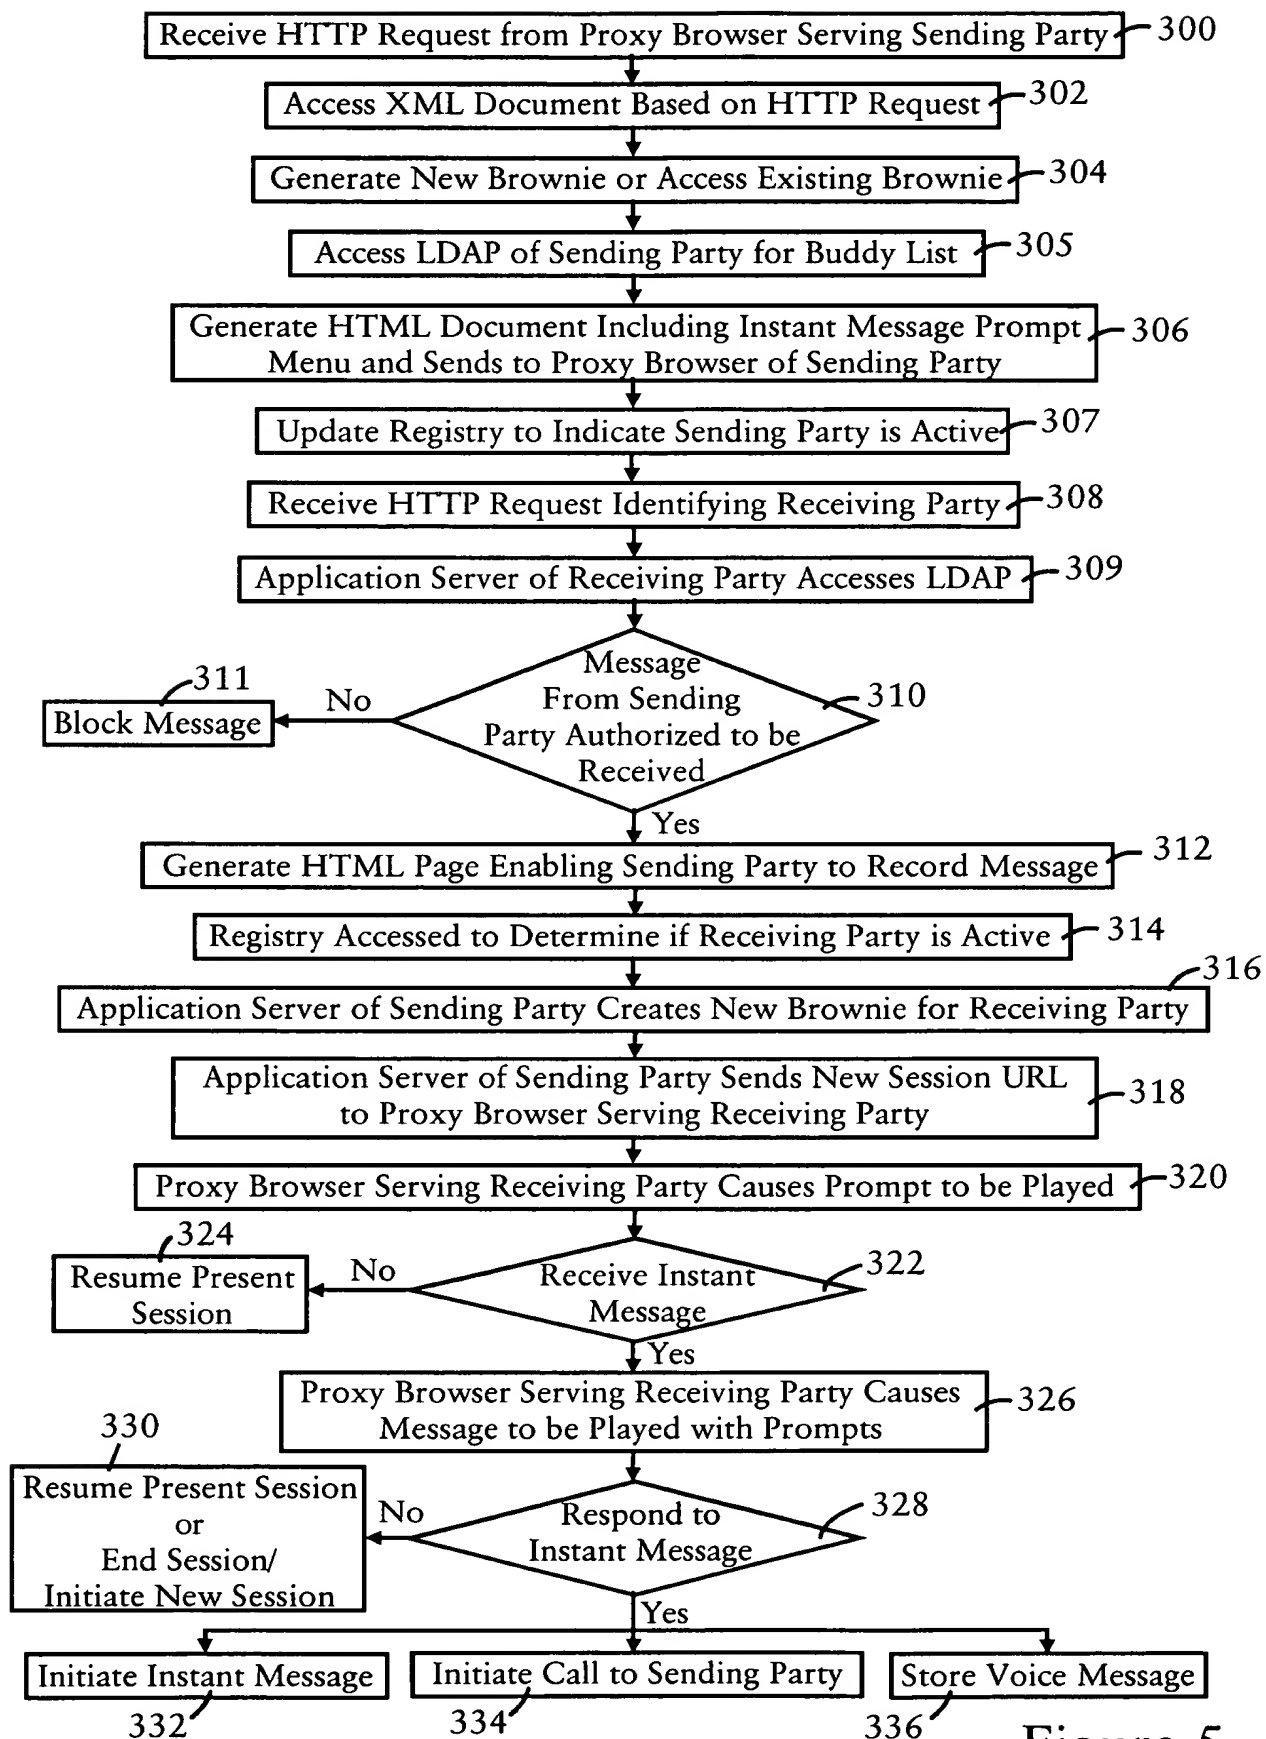 Receive HTTP Request from Proxy Browser Serving Sending Party
300
Access XML Document Based on HTTP Request
302
Generate New Brownie or Access Existing Brownie
304
Access LDAP of Sending Party for Buddy List
305
Generate HTML Document Including Instant Message Prompt
Menu and Sends to Proxy Browser of Sending Party
306
Update Registry to Indicate Sending Party is Active
307
Receive HTTP Request Identifying Receiving Party
308
Application Server of Receiving Party Accesses LDAP
309
Message
From Sending
Party Authorized to be
Received
310
No
311
Block Message
Yes
Generate HTML Page Enabling Sending Party to Record Message
312
Registry Accessed to Determine if Receiving Party is Active
314
316
Application Server of Sending Party Creates New Brownie for Receiving Party
Application Server of Sending Party Sends New Session URL
to Proxy Browser Serving Receiving Party
318
Proxy Browser Serving Receiving Party Causes Prompt to be Played
320
Receive Instant
Message
322
No
324
Resume Present
Session
Yes
Proxy Browser Serving Receiving Party Causes
Message to be Played with Prompts
326
Respond to
Instant Message
328
No
330
Resume Present Session
or
End Session/
Initiate New Session
Yes
Initiate Instant Message
332
Initiate Call to Sending Party
334
Store Voice Message
336
Figure 5